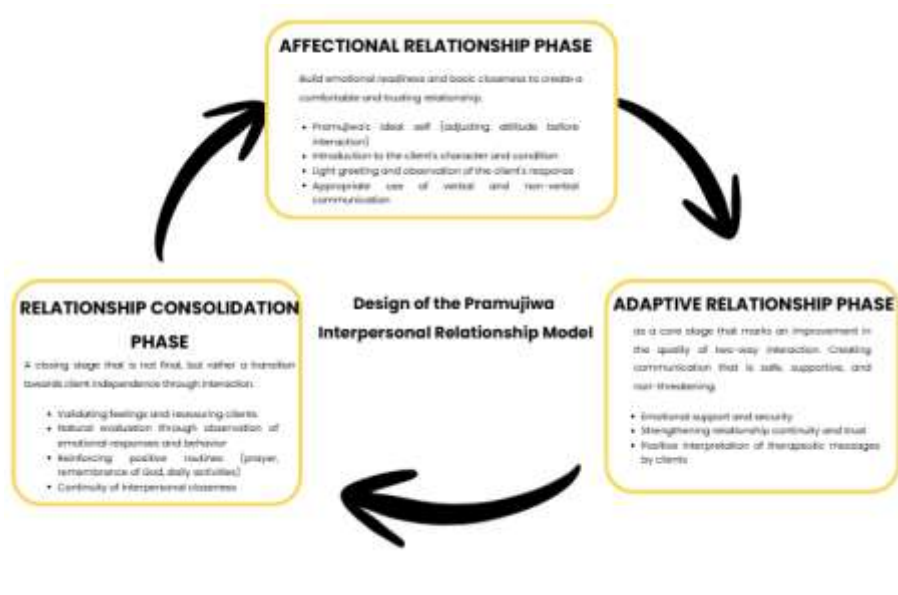 AFFECTIONAL RELATIONSHIP PHASE
Build emotional readiness and basic closeness to create a
comfortable and trusting relationship.
• Pramujiwa's ideal self (adjusting attitude before
interaction)
• Introduction to the client's character and condition
• Light greeting and observation of the client's response
• Appropriate use of verbal and non-verbal
communication
Design of the Pramujiwa
Interpersonal Relationship Model
ADAPTIVE RELATIONSHIP PHASE
as a core stage that marks an improvement in
the quality of two-way interaction. Creating
communication that is safe, supportive, and
non-threatening.
• Emotional support and security
• Strengthening relationship continuity and trust
• Positive interpretation of therapeutic messages
by clients
RELATIONSHIP CONSOLIDATION
PHASE
A closing stage that is not final, but rather a transition
towards client independence through interaction.
• Validating feelings and reassuring clients
• Natural evaluation through observation of
emotional responses and behavior
• Reinforcing positive routines (prayer,
remembrance of God, daily activities)
• Continuity of interpersonal closeness